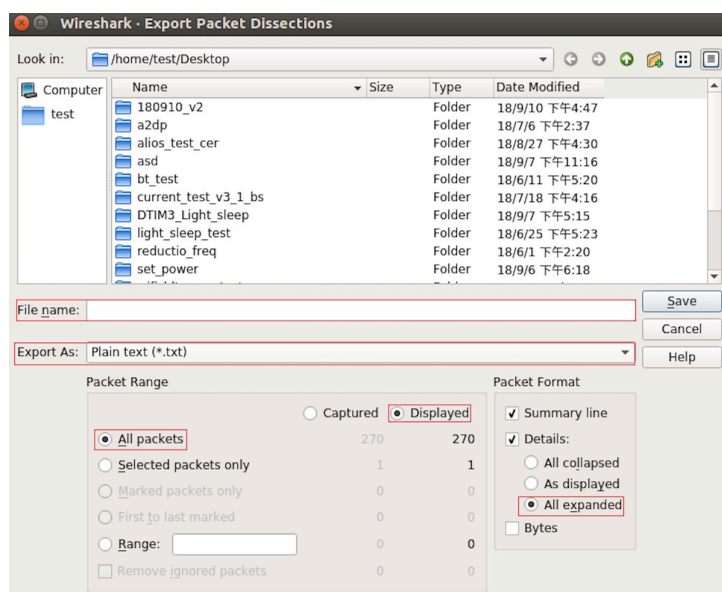 Wireshark · Export Packet Dissections
Look in: /home/test/Desktop
Computer
test
Name Size Type Date Modified
180910_v2 Folder 18/9/10 下午4:47
a2dp Folder 18/7/6 下午2:37
alios_test_cer Folder 18/8/27 下午4:30
asd Folder 18/9/7 下午11:16
bt_test Folder 18/6/11 下午5:20
current_test_v3_1_bs Folder 18/7/18 下午4:16
DTIM3_Light_sleep Folder 18/9/7 下午5:15
light_sleep_test Folder 18/6/25 下午5:23
reductio_freq Folder 18/6/1 下午2:20
set_power Folder 18/9/6 下午6:18
File name: Save
Cancel
Export As: Plain text (*.txt) Help
Packet Range
Captured Displayed
All packets 270 270
Selected packets only 1 1
Marked packets only 0 0
First to last marked 0 0
Range: 0 0
Remove ignored packets 0 0
Packet Format
Summary line
Details:
All collapsed
As displayed
All expanded
Bytes